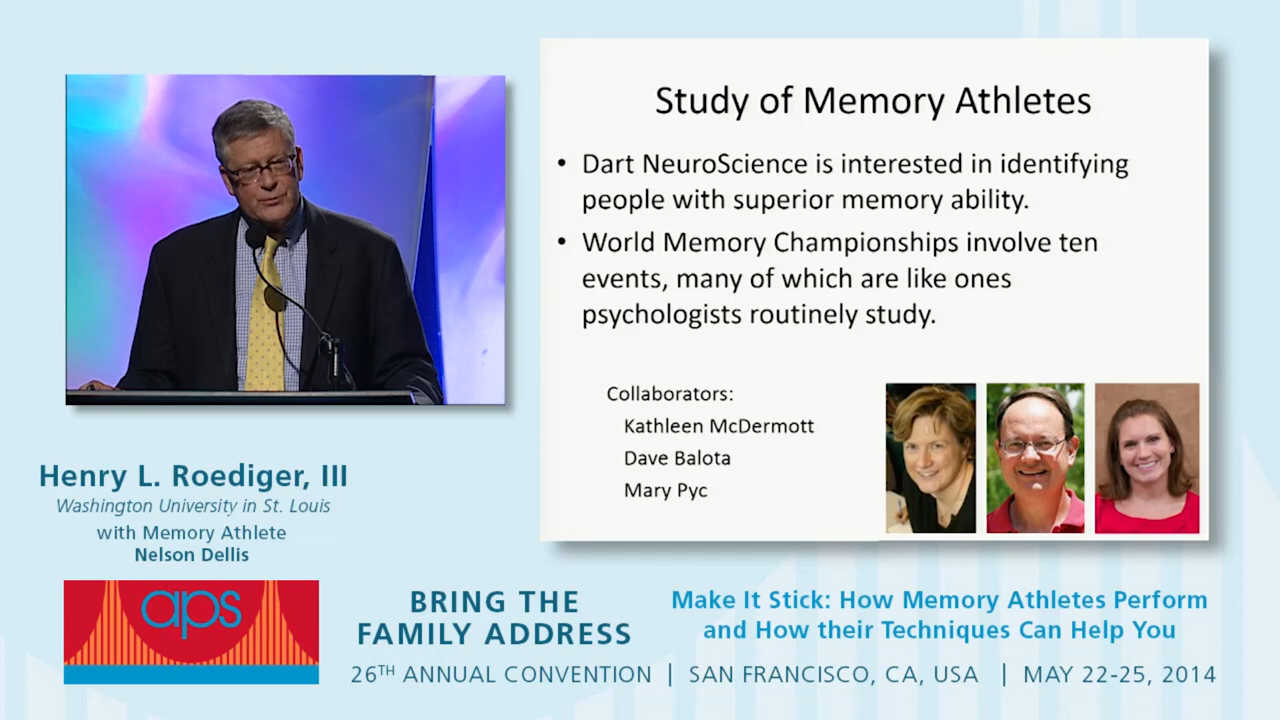 Study of Memory Athletes
• Dart NeuroScience is interested in identifying
people with superior memory ability.
• World Memory Championships involve ten
events, many of which are like ones
psychologists routinely study.
Collaborators:
Kathleen McDermott
Dave Balota
Mary Pyc
Henry L. Roediger, III
Washington University in St. Louis
with Memory Athlete
Nelson Dellis
aps
BRING THE
FAMILY ADDRESS
Make It Stick: How Memory Athletes Perform
and How their Techniques Can Help You
26TH ANNUAL CONVENTION | SAN FRANCISCO, CA, USA | MAY 22-25, 2014